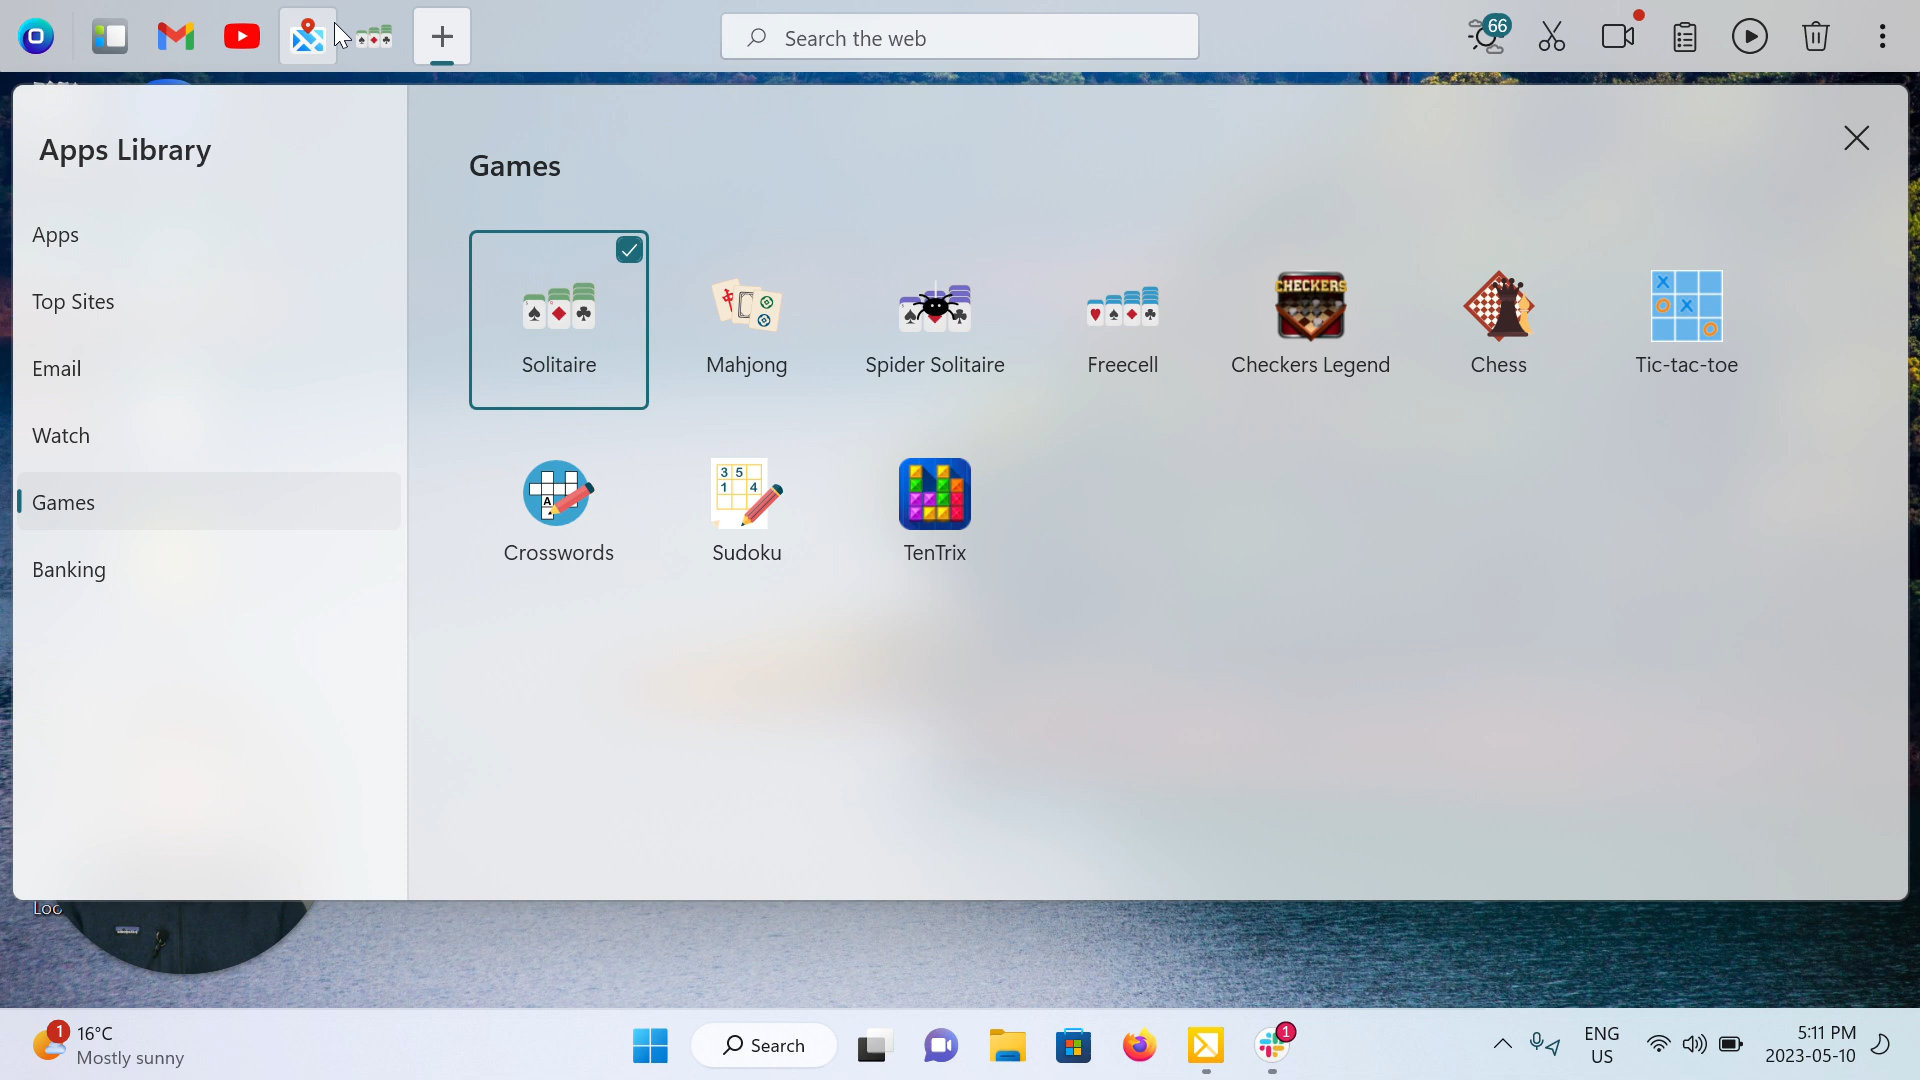 Search the web
66
Apps Library
Apps
Top Sites
Email
Watch
Games
Banking
Games
Solitaire
Mahjong
Spider Solitaire
Freecell
CHECKERS
Checkers Legend
Chess
X
X
Tic-tac-toe
A
Crosswords
3 5
1 4
Sudoku
TenTrix
Loc
1
16°C
Mostly sunny
Search
1
ENG
US
5:11 PM
2023-05-10